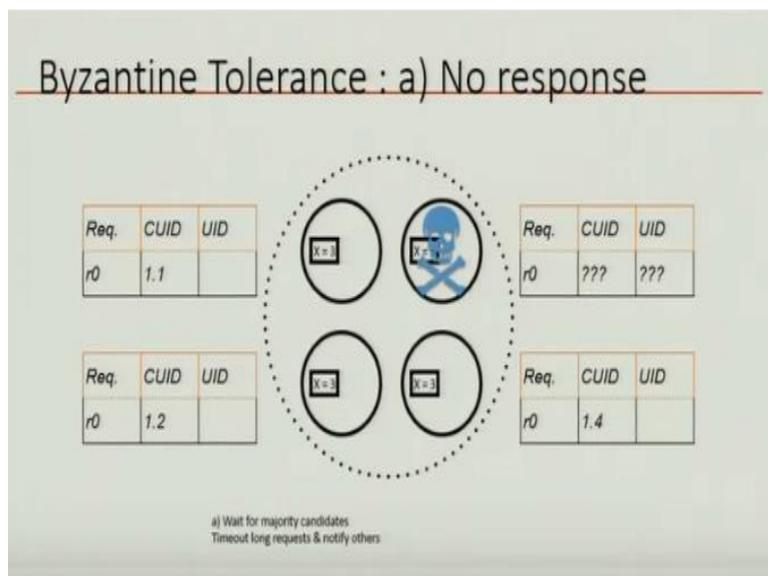 Byzantine Tolerance : a) No response
Req. CUID UID
r0 1.1
X = 3
X =
Req. CUID UID
r0 ??? ???
Req. CUID UID
r0 1.2
X = 3
X = 3
Req. CUID UID
r0 1.4
a) Wait for majority candidates
Timeout long requests & notify others